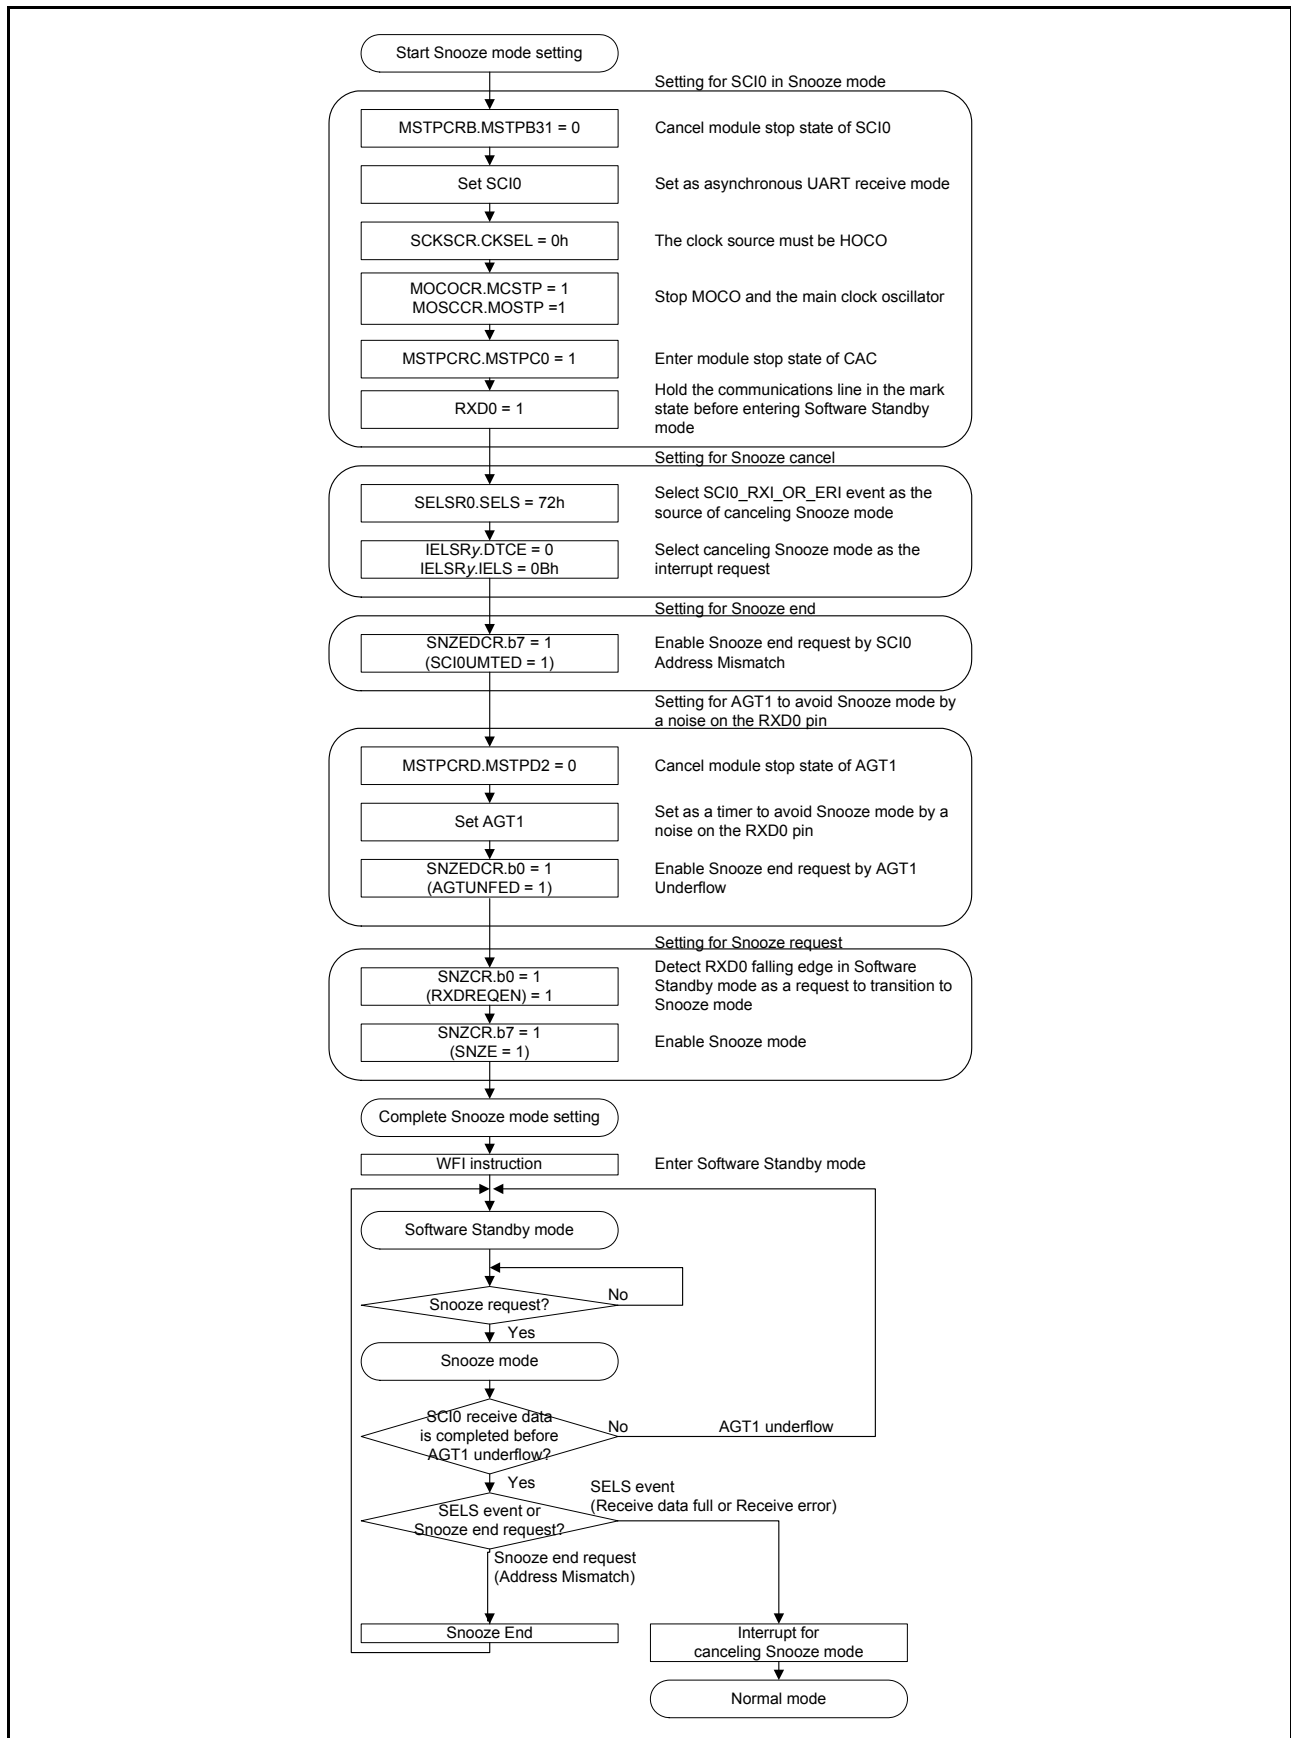 Start Snooze mode setting
Setting for SCI0 in Snooze mode
MSTPCRB.MSTPB31 = 0
Cancel module stop state of SCI0
Set SCI0
Set as asynchronous UART receive mode
SCKSCR.CKSEL = 0h
The clock source must be HOCO
MOCOCR.MCSTP = 1
MOSCCR.MOSTP =1
Stop MOCO and the main clock oscillator
MSTPCRC.MSTPC0 = 1
Enter module stop state of CAC
RXD0 = 1
Hold the communications line in the mark
state before entering Software Standby
mode
Setting for Snooze cancel
SELSR0.SELS = 72h
Select SCI0_RXI_OR_ERI event as the
source of canceling Snooze mode
IELSRy.DTCE = 0
IELSRy.IELS = 0Bh
Select canceling Snooze mode as the
interrupt request
Setting for Snooze end
SNZEDCR.b7 = 1
(SCI0UMTED = 1)
Enable Snooze end request by SCI0
Address Mismatch
Setting for AGT1 to avoid Snooze mode by
a noise on the RXD0 pin
MSTPCRD.MSTPD2 = 0
Cancel module stop state of AGT1
Set AGT1
Set as a timer to avoid Snooze mode by a
noise on the RXD0 pin
SNZEDCR.b0 = 1
(AGTUNFED = 1)
Enable Snooze end request by AGT1
Underflow
Setting for Snooze request
SNZCR.b0 = 1
(RXDREQEN) = 1
Detect RXD0 falling edge in Software
Standby mode as a request to transition to
Snooze mode
SNZCR.b7 = 1
(SNZE = 1)
Enable Snooze mode
Complete Snooze mode setting
WFI instruction
Enter Software Standby mode
Software Standby mode
Snooze request?
No
Yes
Snooze mode
SCI0 receive data
is completed before
AGT1 underflow?
No
AGT1 underflow
Yes
SELS event
(Receive data full or Receive error)
SELS event or
Snooze end request?
Snooze end request
(Address Mismatch)
Snooze End
Interrupt for
canceling Snooze mode
Normal mode